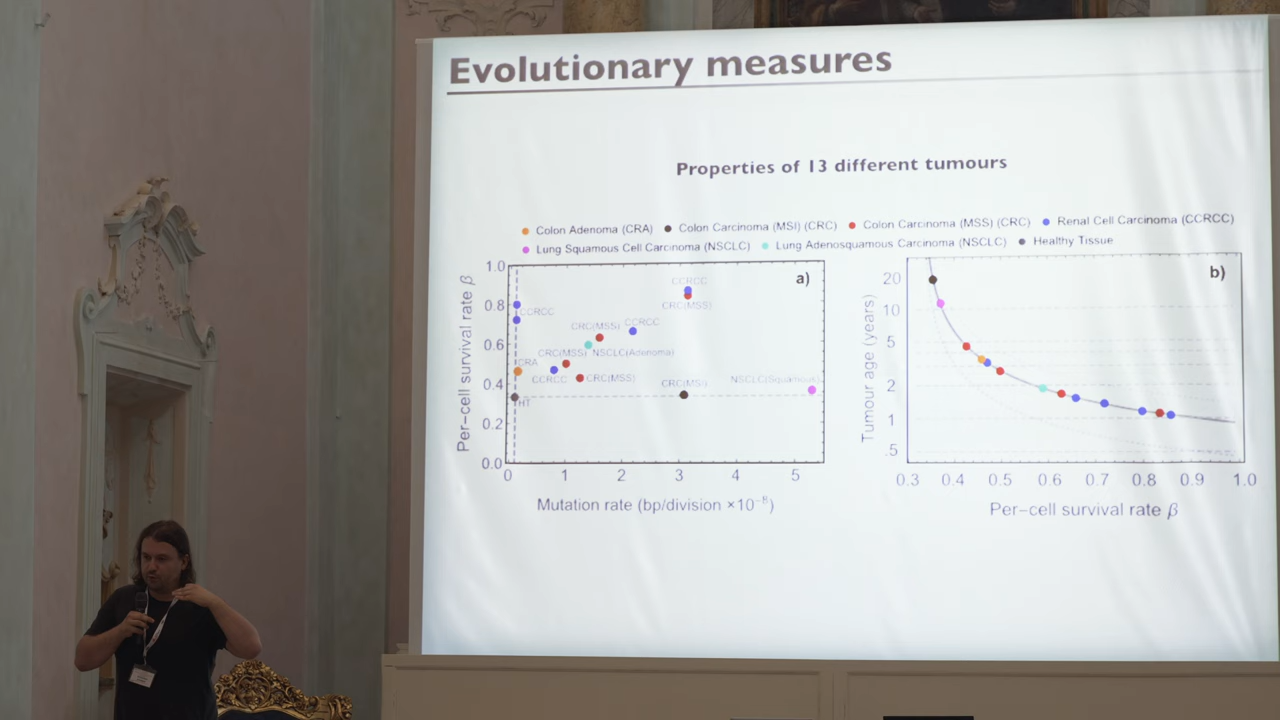 Evolutionary measures
Properties of 13 different tumours
Colon Adenoma (CRA) Colon Carcinoma (MSI) (CRC) Colon Carcinoma (MSS) (CRC) Renal Cell Carcinoma (CCRCC)
Lung Squamous Cell Carcinoma (NSCLC) Lung Adenosquamous Carcinoma (NSCLC) Healthy Tissue
a)
Per-cell survival rate β
1.0
0.8
0.6
0.4
0.2
0.0
CCRCC
CCRCC
CRC(MSS)
CRC(MSS) CCRCC
CRC(MSS) NSCLC(Adenoma)
CRA
CCRCC CRC(MSS)
CRC(MSI) NSCLC(Squamous)
HT
0 1 2 3 4 5
Mutation rate (bp/division ×10⁻⁸)
b)
Tumour age (years)
20
10
5
2
1
.5
0.3 0.4 0.5 0.6 0.7 0.8 0.9 1.0
Per-cell survival rate β